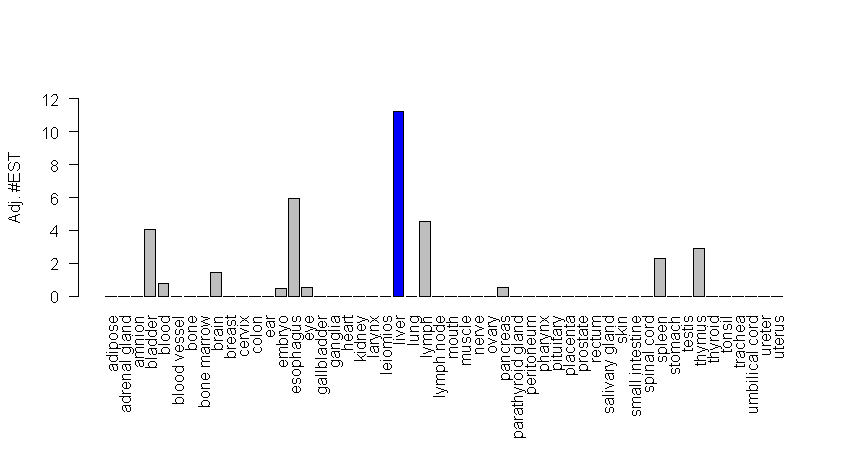 Adj. #EST
12
10
8
6
4
2
0
adipose
adrenal gland
amnion
bladder
blood
blood vessel
bone
bone marrow
brain
breast
cervix
colon
ear
embryo
esophagus
eye
gallbladder
ganglia
heart
kidney
larynx
leiomios
liver
lung
lymph
lymph node
mouth
muscle
nerve
ovary
pancreas
parathyroid gland
peritoneum
pharynx
pituitary
placenta
prostate
rectum
salivary gland
skin
small intestine
spinal cord
spleen
stomach
testis
thymus
thyroid
tonsil
trachea
umbilical cord
ureter
uterus